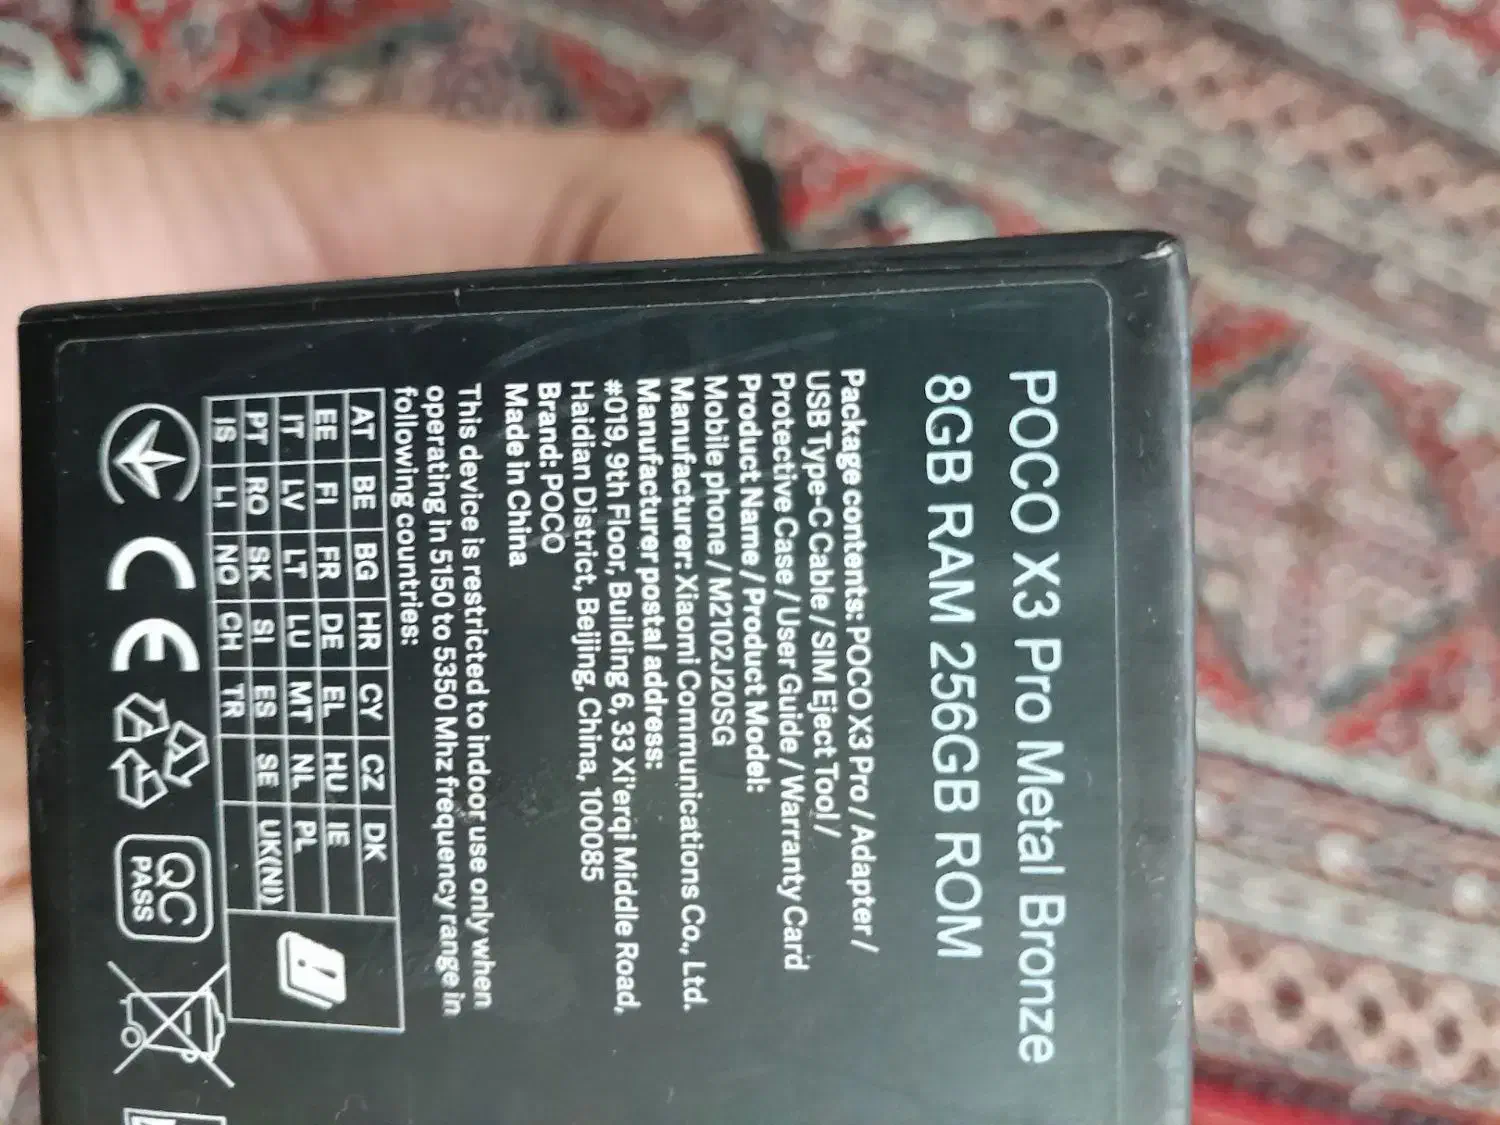 POCO X3 Pro Metal Bronze
8GB RAM 256GB ROM
Package contents: POCO X3 Pro / Adapter /
USB Type-C Cable / SIM Eject Tool /
Protective Case / User Guide / Warranty Card
Product Name / Product Model:
Mobile phone / M2102J20SG
Manufacturer: Xiaomi Communications Co., Ltd.
Manufacturer postal address:
#019, 9th Floor, Building 6, 33 Xi'erqi Middle Road,
Haidian District, Beijing, China, 100085
Brand: POCO
Made in China
This device is restricted to indoor use only when
operating in 5150 to 5350 Mhz frequency range in
following countries:
AT BE BG HR CY CZ DK
EE FI FR DE EL HU IE
IT LV LT LU MT NL PL
PT RO SK SI ES SE UK(NI)
IS LI NO CH TR
CE
QC
PASS